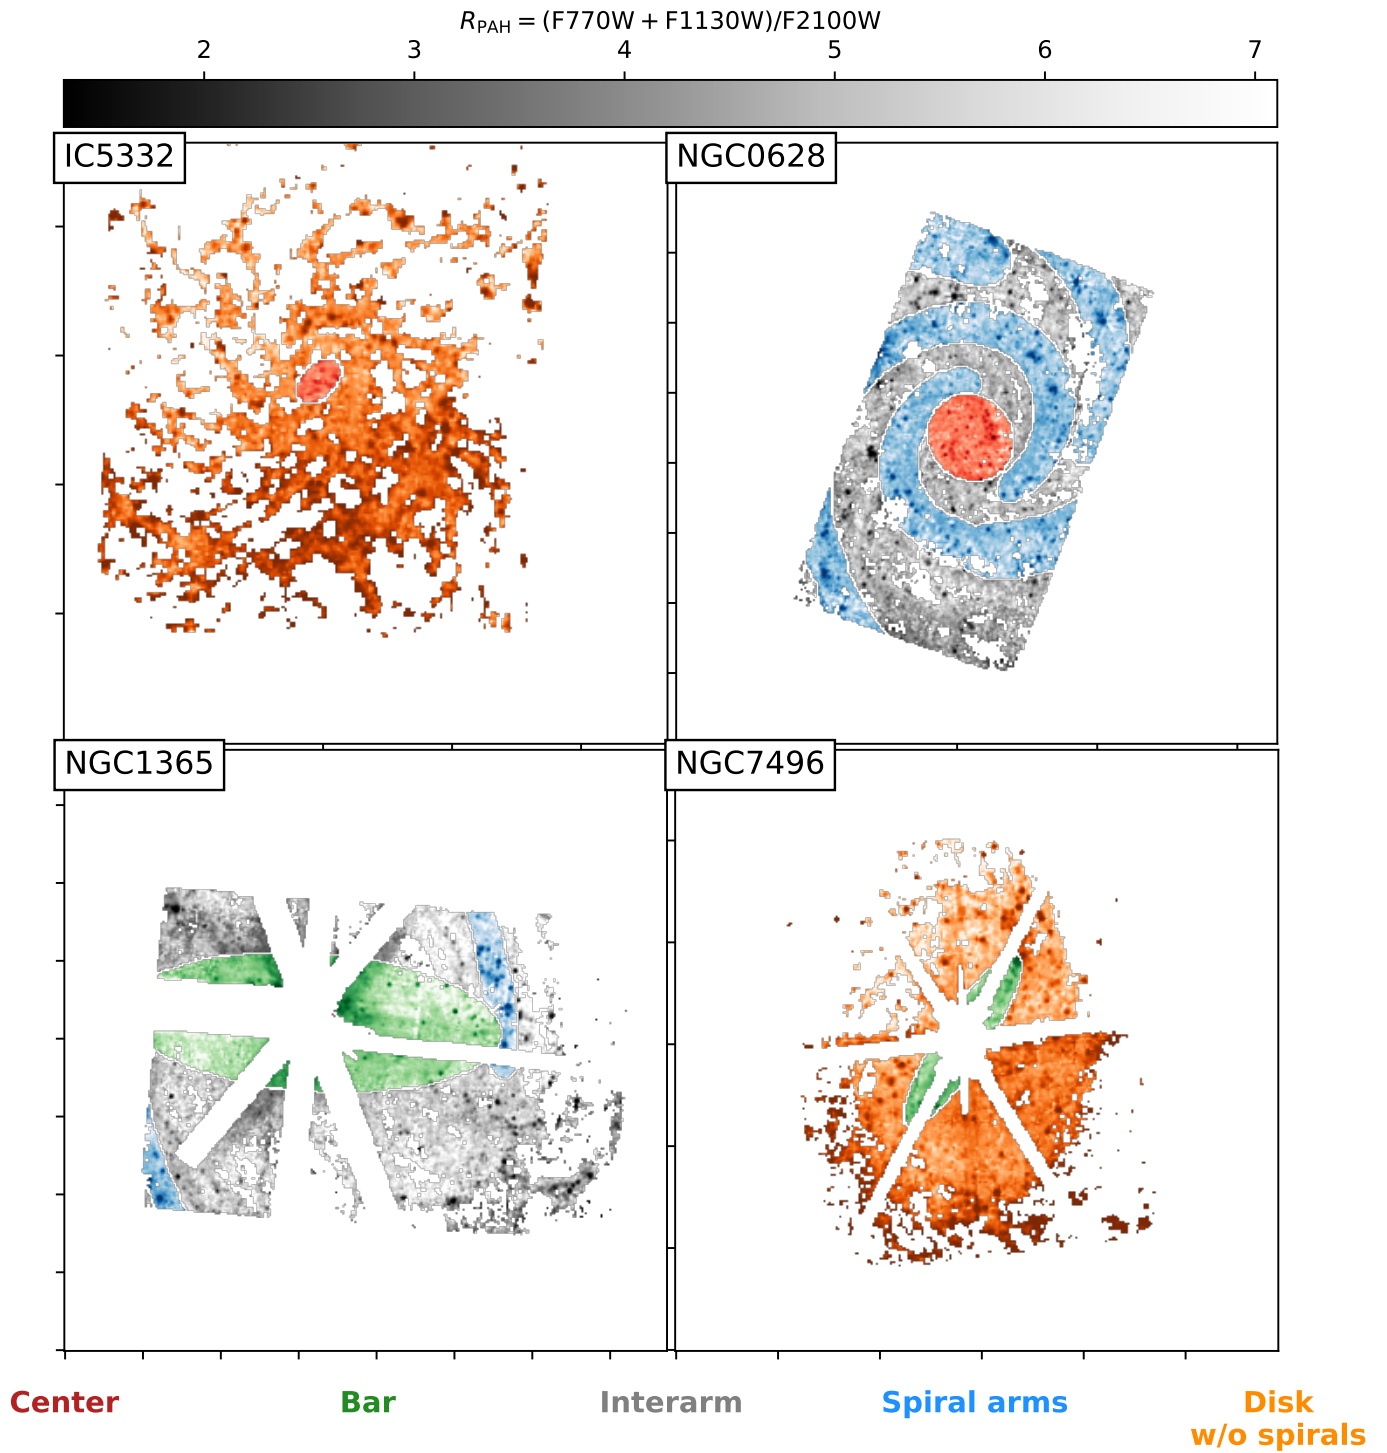 R_PAH = (F770W + F1130W)/F2100W
2 3 4 5 6 7
IC5332
NGC0628
NGC1365
NGC7496
Center Bar Interarm Spiral arms Disk
w/o spirals